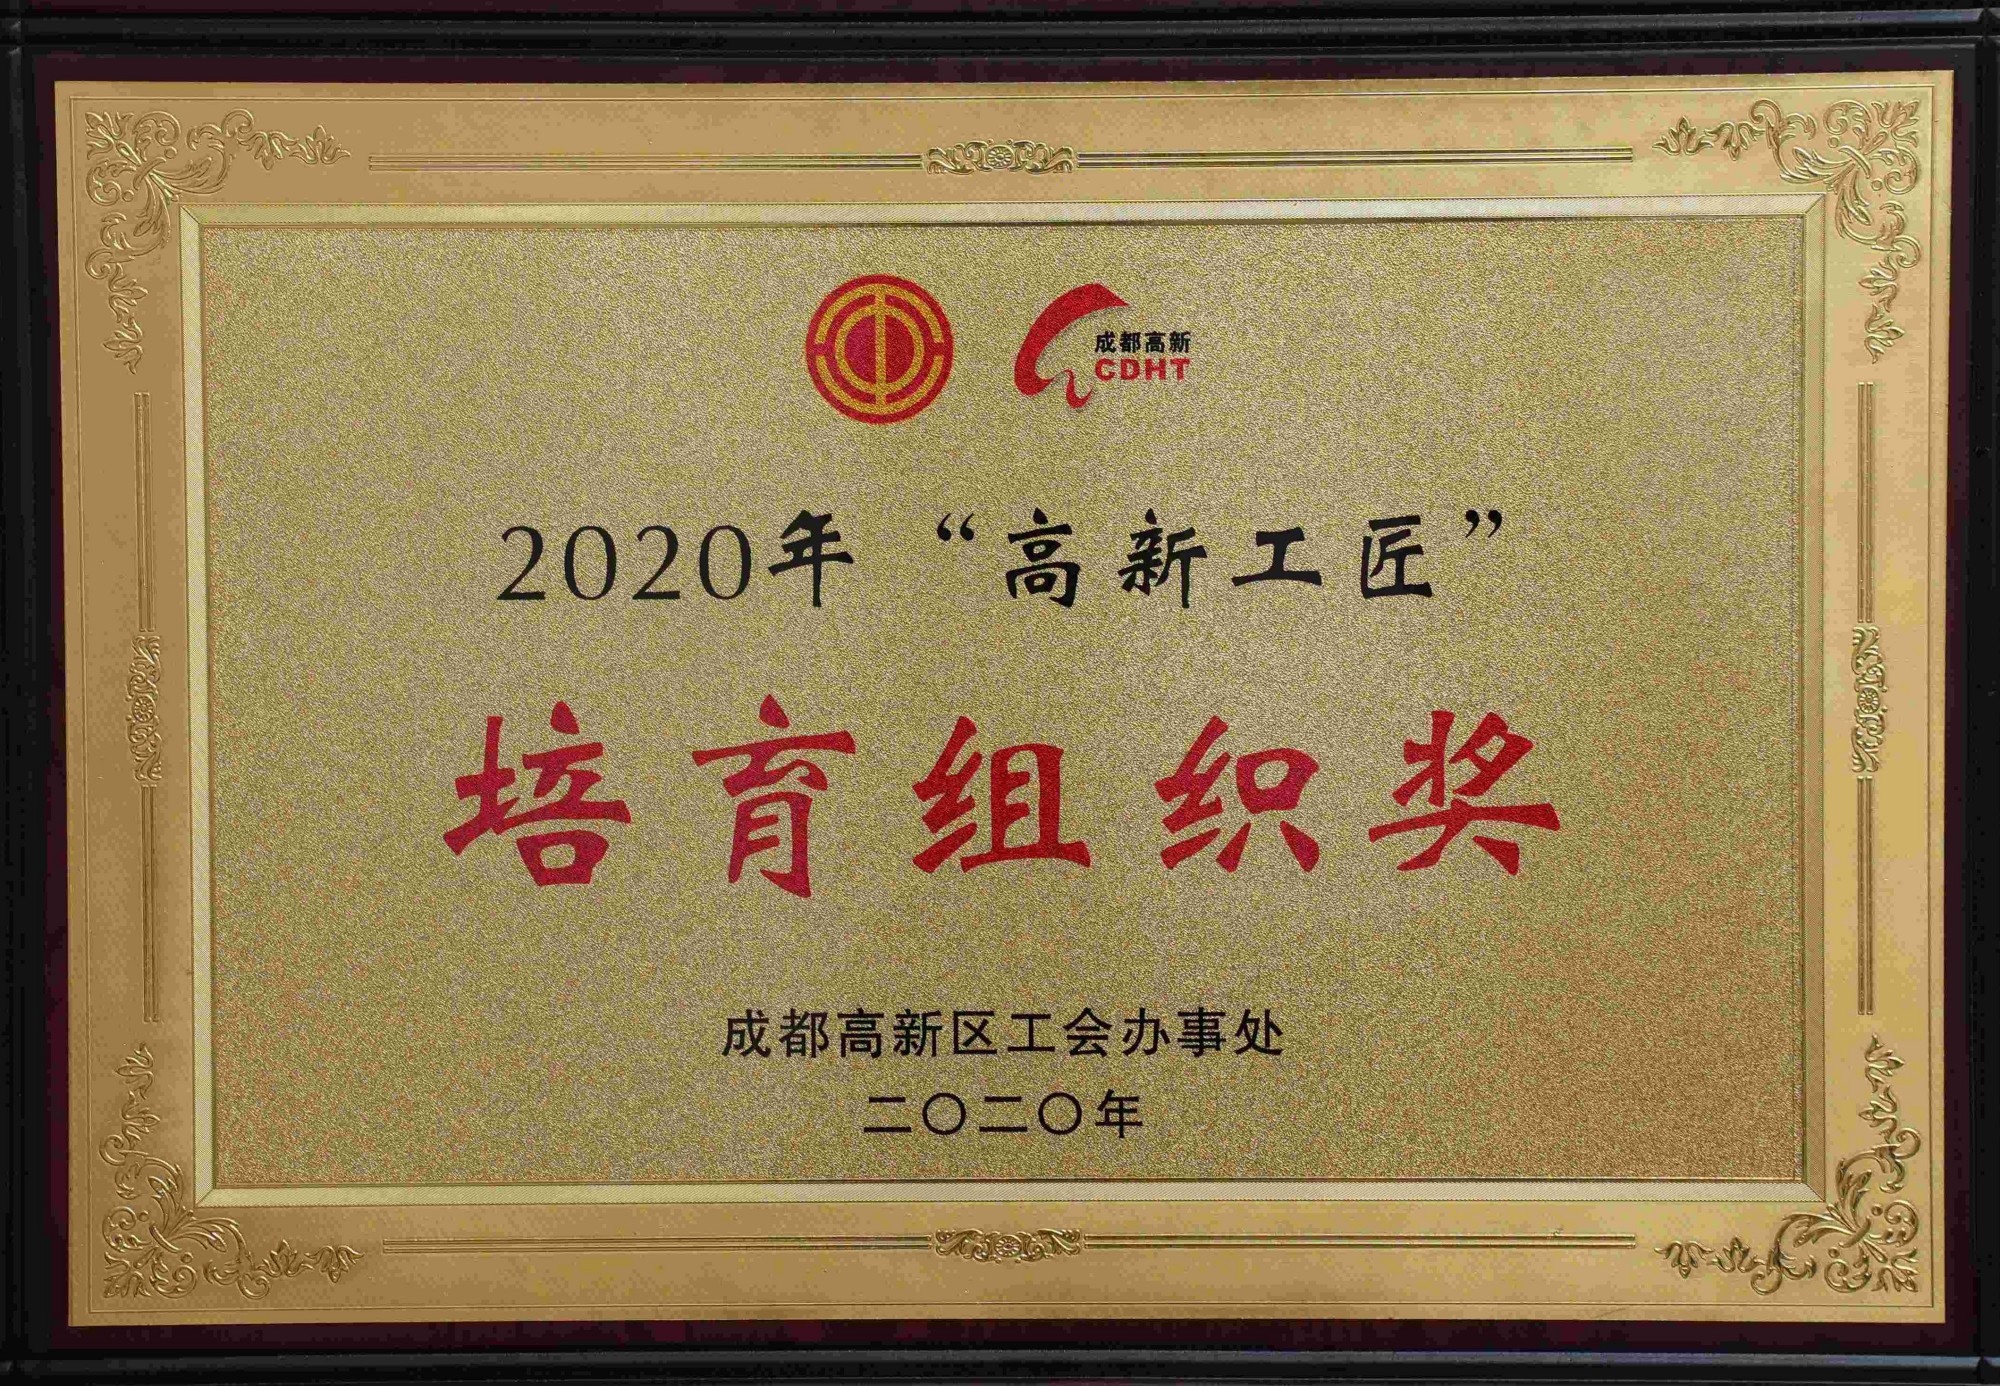 成都高新
CDHT
2020年“高新工匠”
培育组织奖
成都高新区工会办事处
二〇二〇年